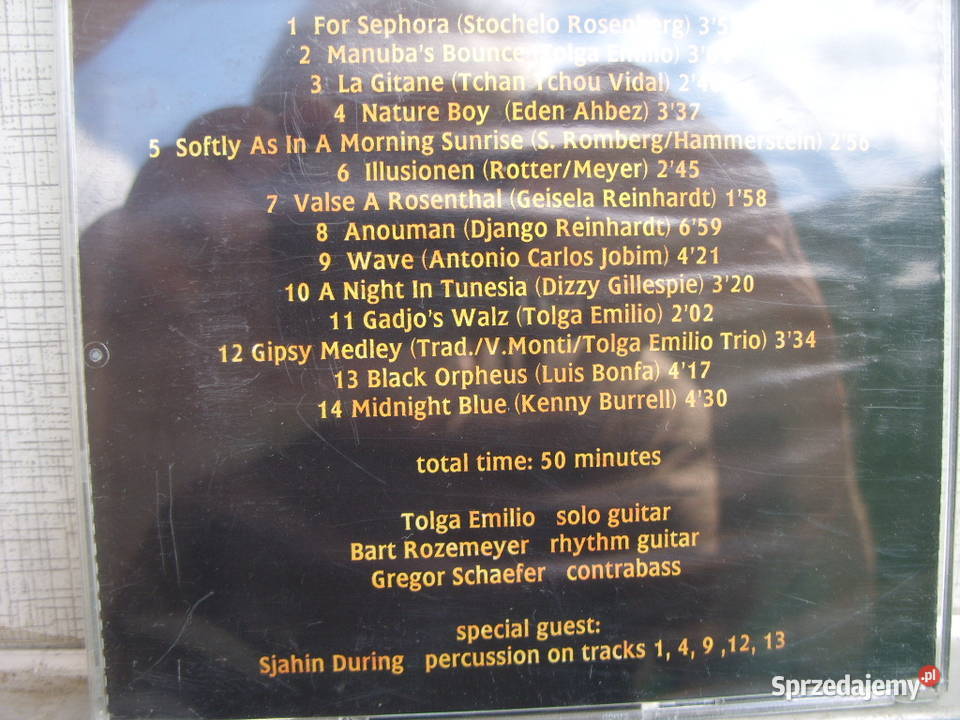 1 For Sephora (Stochelo Rosenberg)
2 Manuba's Bounce (Tolga Emilio)
3 La Gitane (Tchan Tchou Vidal)
4 Nature Boy (Eden Ahbez) 3'37
5 Softly As In A Morning Sunrise (S. Romberg/Hammerstein) 2'56
6 Illusionen (Rotter/Meyer) 2'45
7 Valse A Rosenthal (Geisela Reinhardt) 1'58
8 Anouman (Django Reinhardt) 6'59
9 Wave (Antonio Carlos Jobim) 4'21
10 A Night In Tunesia (Dizzy Gillespie) 3'20
11 Gadjo's Walz (Tolga Emilio) 2'02
12 Gipsy Medley (Trad./V.Monti/Tolga Emilio Trio) 3'34
13 Black Orpheus (Luis Bonfa) 4'17
14 Midnight Blue (Kenny Burrell) 4'30
total time: 50 minutes
Tolga Emilio solo guitar
Bart Rozemeyer rhythm guitar
Gregor Schaefer contrabass
special guest:
Sjahin During percussion on tracks 1, 4, 9 ,12, 13
Sprzedajemy.pl